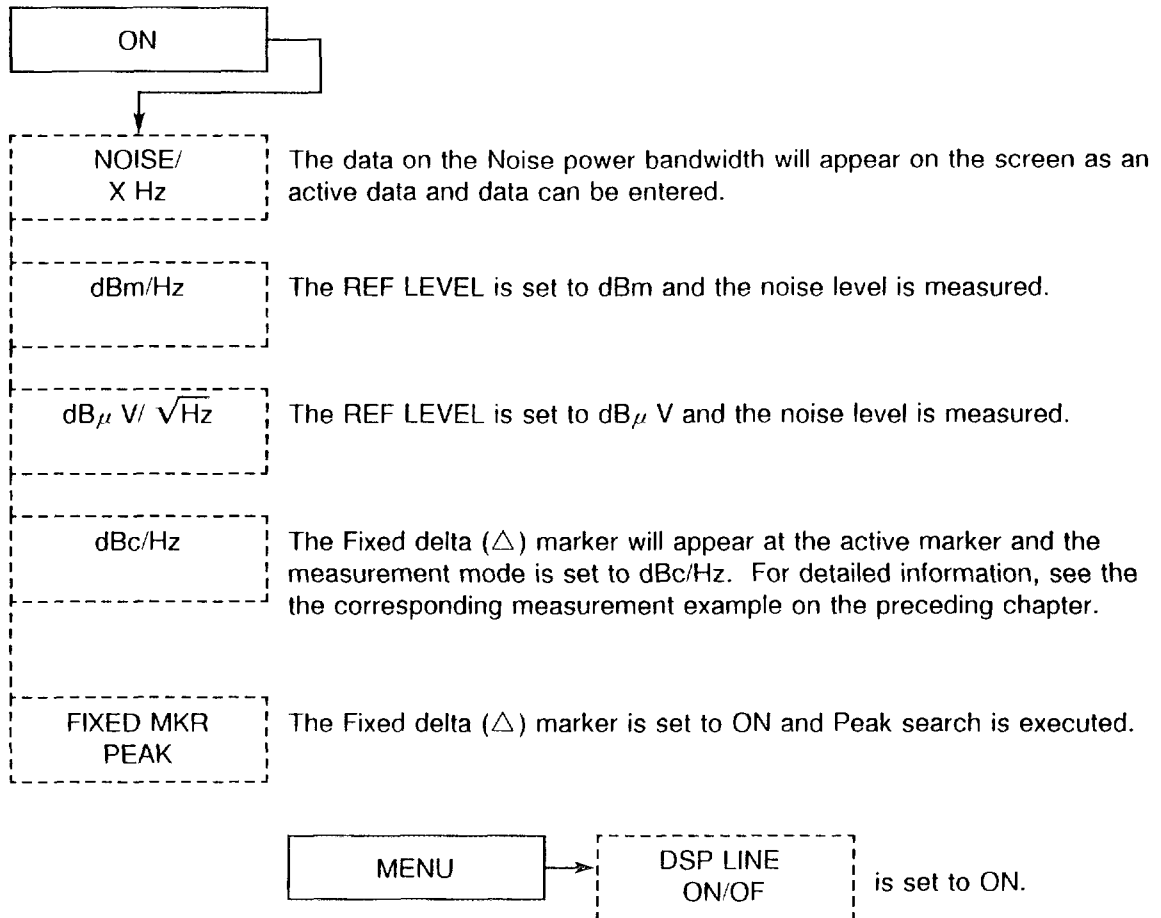 ON
NOISE/
X Hz
The data on the Noise power bandwidth will appear on the screen as an
active data and data can be entered.
dBm/Hz
The REF LEVEL is set to dBm and the noise level is measured.
dBμ V/ √Hz
The REF LEVEL is set to dBμ V and the noise level is measured.
dBc/Hz
The Fixed delta (△) marker will appear at the active marker and the
measurement mode is set to dBc/Hz. For detailed information, see the
the corresponding measurement example on the preceding chapter.
FIXED MKR
PEAK
The Fixed delta (△) marker is set to ON and Peak search is executed.
MENU
DSP LINE
ON/OF
is set to ON.